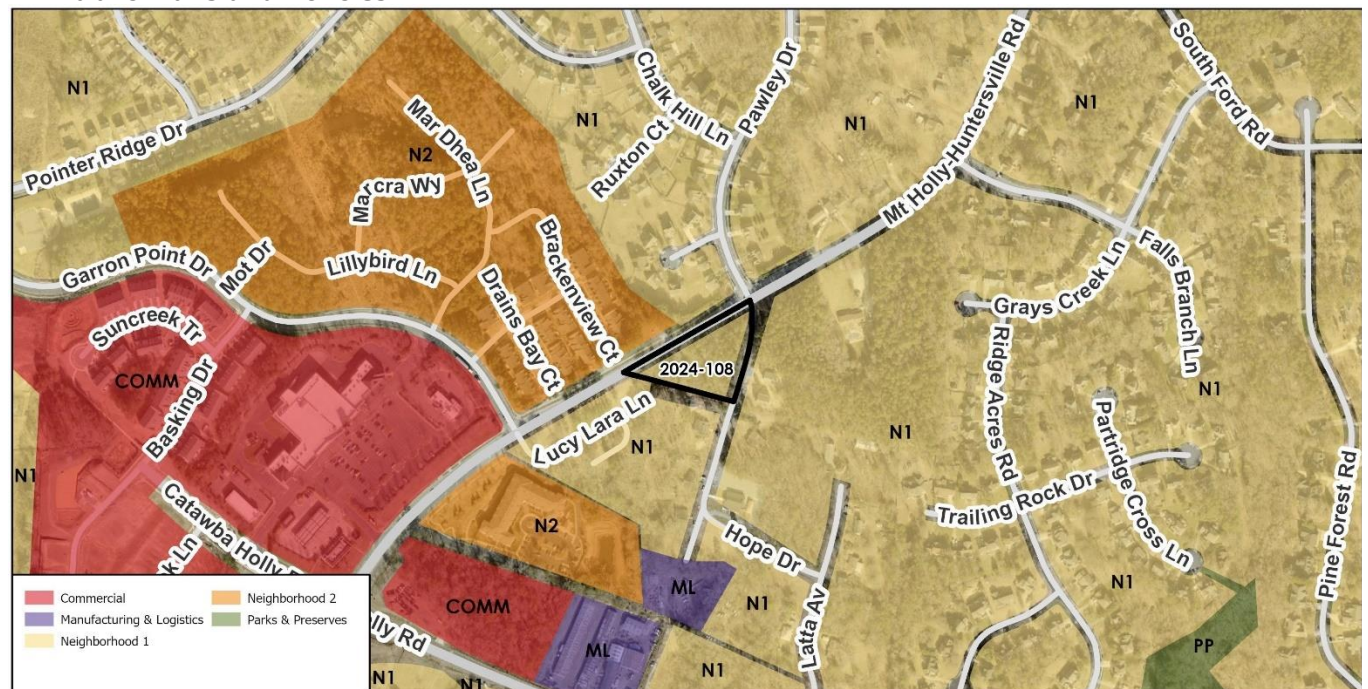 N1
Pointer Ridge Dr
Mar Dhea Ln
N2
Marcra Wy
N1
Chalk Hill Ln
Ruxton Ct
Pawley Dr
N1
Mt Holly-Huntersville Rd
N1
South Ford Rd
Garron Point Dr
Mot Dr
Lillybird Ln
Brackenview Ct
Drains Bay Ct
Suncreek Tr
COMM
Basking Dr
2024-108
Lucy Lara Ln
N1
Grays Creek Ln
Falls Branch Ln
N1
Ridge Acres Rd
N1
Partridge Cross Ln
Trailing Rock Dr
Pine Forest Rd
N1
Catawba Holly
N2
Hope Dr
Latta Av
COMM
ML
ML
N1
N1
N1
PP
N1
N1
k Ln
lly Rd
Commercial
Manufacturing & Logistics
Neighborhood 1
Neighborhood 2
Parks & Preserves